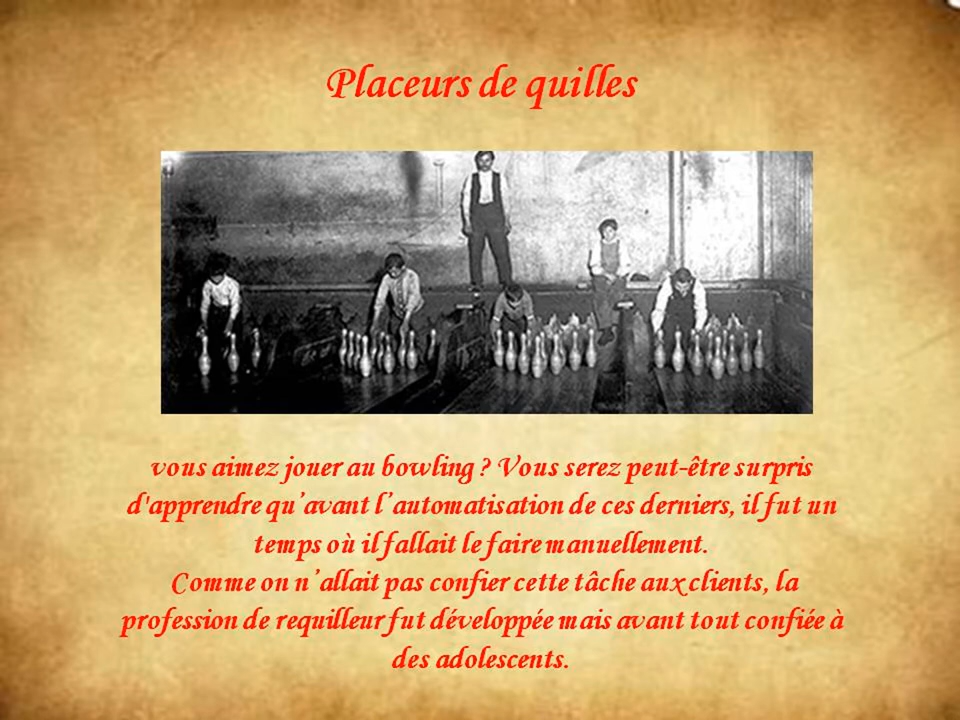 Placeurs de quilles
vous aimez jouer au bowling ? Vous serez peut-être surpris
d'apprendre qu’avant l’automatisation de ces derniers, il fut un
temps où il fallait le faire manuellement.
Comme on n’allait pas confier cette tâche aux clients, la
profession de requilleur fut développée mais avant tout confiée à
des adolescents.